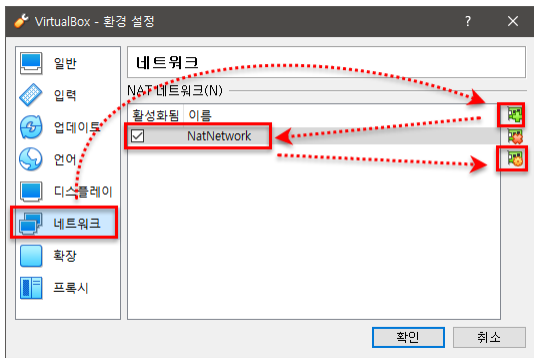 VirtualBox - 환경 설정
일반
입력
업데이트
언어
디스플레이
네트워크
확장
프록시
네트워크
NAT 네트워크(N)
활성화됨 이름
NatNetwork
확인 취소